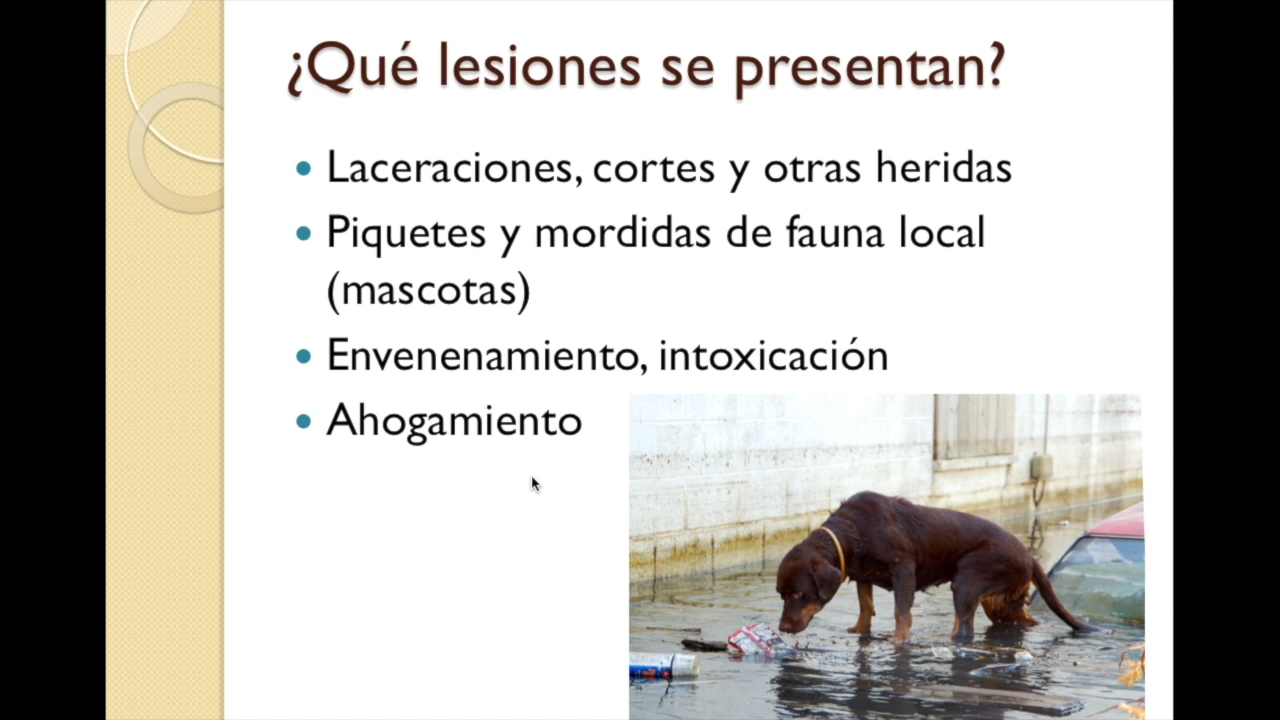 ¿Qué lesiones se presentan?
• Laceraciones, cortes y otras heridas
• Piquetes y mordidas de fauna local
(mascotas)
• Envenenamiento, intoxicación
• Ahogamiento